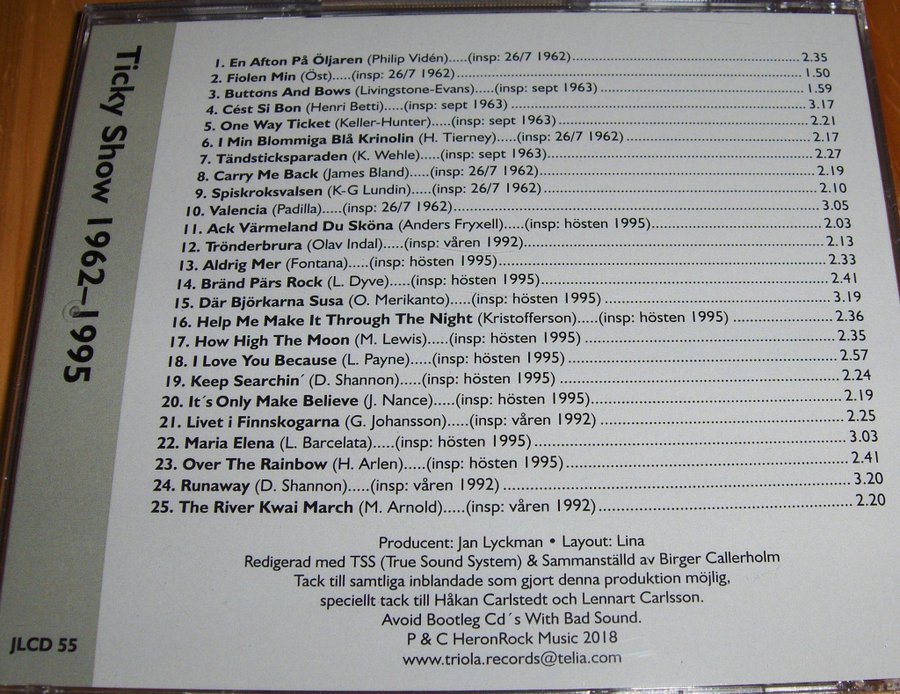 Ticky Show 1962–1995
1. En Afton På Öljaren (Philip Vidén).....(insp: 26/7 1962)..........2.35
2. Fiolen Min (Öst).....(insp: 26/7 1962)..........1.50
3. Buttons And Bows (Livingstone-Evans).....(insp: sept 1963)..........1.59
4. Cést Si Bon (Henri Betti).....(insp: sept 1963)..........3.17
5. One Way Ticket (Keller-Hunter).....(insp: sept 1963)..........2.21
6. I Min Blommiga Blå Krinolin (H. Tierney).....(insp: 26/7 1962)..........2.17
7. Tändsticksparaden (K. Wehle).....(insp: sept 1963)..........2.27
8. Carry Me Back (James Bland).....(insp: 26/7 1962)..........2.19
9. Spiskroksvalsen (K-G Lundin).....(insp: 26/7 1962)..........2.10
10. Valencia (Padilla).....(insp: 26/7 1962)..........3.05
11. Ack Värmeland Du Sköna (Anders Fryxell).....(insp: hösten 1995)..........2.03
12. Trönderbrura (Olav Indal).....(insp: våren 1992)..........2.13
13. Aldrig Mer (Fontana).....(insp: hösten 1995)..........2.33
14. Bränd Pärs Rock (L. Dyve).....(insp: hösten 1995)..........2.41
15. Där Björkarna Susa (O. Merikanto).....(insp: hösten 1995)..........3.19
16. Help Me Make It Through The Night (Kristofferson).....(insp: hösten 1995)..........2.36
17. How High The Moon (M. Lewis).....(insp: hösten 1995)..........2.35
18. I Love You Because (L. Payne).....(insp: hösten 1995)..........2.57
19. Keep Searchin´ (D. Shannon).....(insp: hösten 1995)..........2.24
20. It´s Only Make Believe (J. Nance).....(insp: hösten 1995)..........2.19
21. Livet i Finnskogarna (G. Johansson).....(insp: våren 1992)..........2.25
22. Maria Elena (L. Barcelata).....(insp: hösten 1995)..........3.03
23. Over The Rainbow (H. Arlen).....(insp: hösten 1995)..........2.41
24. Runaway (D. Shannon).....(insp: våren 1992)..........3.20
25. The River Kwai March (M. Arnold).....(insp: våren 1992)..........2.20
Producent: Jan Lyckman • Layout: Lina
Redigerad med TSS (True Sound System) & Sammanställd av Birger Callerholm
Tack till samtliga inblandade som gjort denna produktion möjlig,
speciellt tack till Håkan Carlstedt och Lennart Carlsson.
Avoid Bootleg Cd´s With Bad Sound.
P & C HeronRock Music 2018
www.triola.records@telia.com
JLCD 55